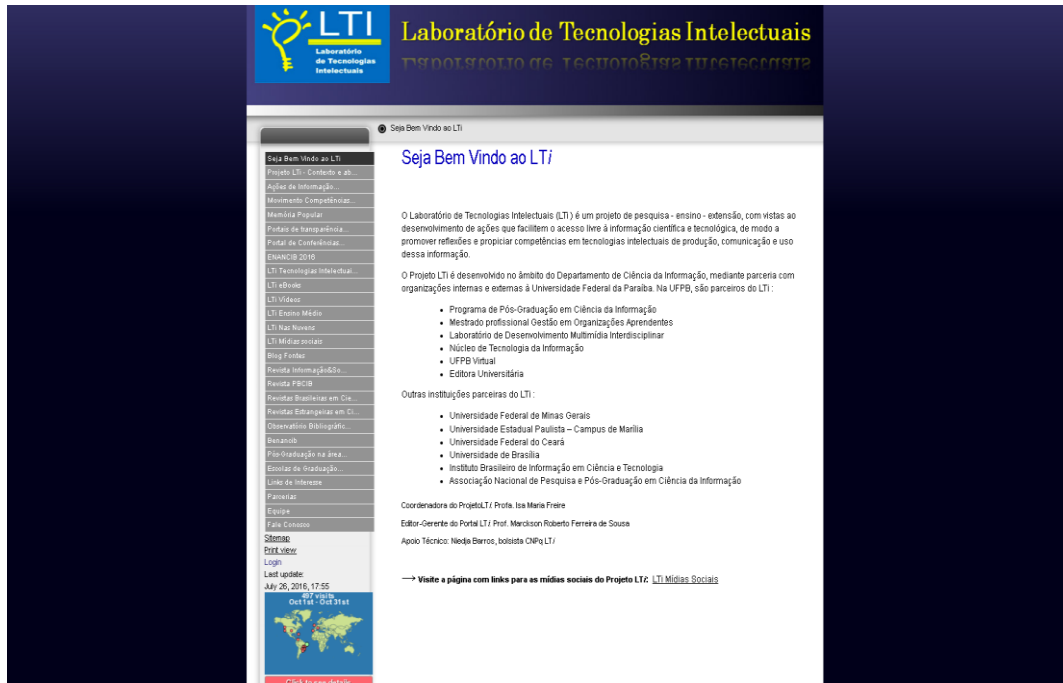 LTI
Laboratório
de Tecnologias
Intelectuais
Laboratório de Tecnologias Intelectuais
Seja Bem Vindo ao LTi
Seja Bem Vindo ao LTi
Projeto LTi - Contexto e ab...
Ações de Informação...
Movimento Competências...
Memória Popular
Portais de transparência...
Portal de Conferências...
ENANCIB 2016
LTi Tecnologias Intelectuai...
LTi eBooks
LTi Vídeos
LTi Ensino Médio
LTi Nas Nuvens
LTi Mídias sociais
Blog Fontes
Revista Informação&So...
Revista PBCIB
Revistas Brasileiras em Cie...
Revistas Estrangeiras em Ci...
Observatório Bibliográfic...
Benancib
Pós-Graduação na área...
Escolas de Graduação...
Links de Interesse
Parcerias
Equipe
Fale Conosco
Sitemap
Print view
Login
Last update:
July 26, 2016, 17:55
497 visits
Oct 1st - Oct 31st
Click to see details
Seja Bem Vindo ao LTi
O Laboratório de Tecnologias Intelectuais (LTi ) é um projeto de pesquisa - ensino - extensão, com vistas ao
desenvolvimento de ações que facilitem o acesso livre à informação científica e tecnológica, de modo a
promover reflexões e propiciar competências em tecnologias intelectuais de produção, comunicação e uso
dessa informação.
O Projeto LTi é desenvolvido no âmbito do Departamento de Ciência da Informação, mediante parceria com
organizações internas e externas à Universidade Federal da Paraíba. Na UFPB, são parceiros do LTi :
• Programa de Pós-Graduação em Ciência da Informação
• Mestrado profissional Gestão em Organizações Aprendentes
• Laboratório de Desenvolvimento Multimídia Interdisciplinar
• Núcleo de Tecnologia da Informação
• UFPB Virtual
• Editora Universitária
Outras instituições parceiras do LTi :
• Universidade Federal de Minas Gerais
• Universidade Estadual Paulista – Campus de Marília
• Universidade Federal do Ceará
• Universidade de Brasília
• Instituto Brasileiro de Informação em Ciência e Tecnologia
• Associação Nacional de Pesquisa e Pós-Graduação em Ciência da Informação
Coordenadora do ProjetoLTi: Profa. Isa Maria Freire
Editor-Gerente do Portal LTi: Prof. Marckson Roberto Ferreira de Sousa
Apoio Técnico: Niedja Barros, bolsista CNPq LTi
→ Visite a página com links para as mídias sociais do Projeto LTi: LTi Mídias Sociais